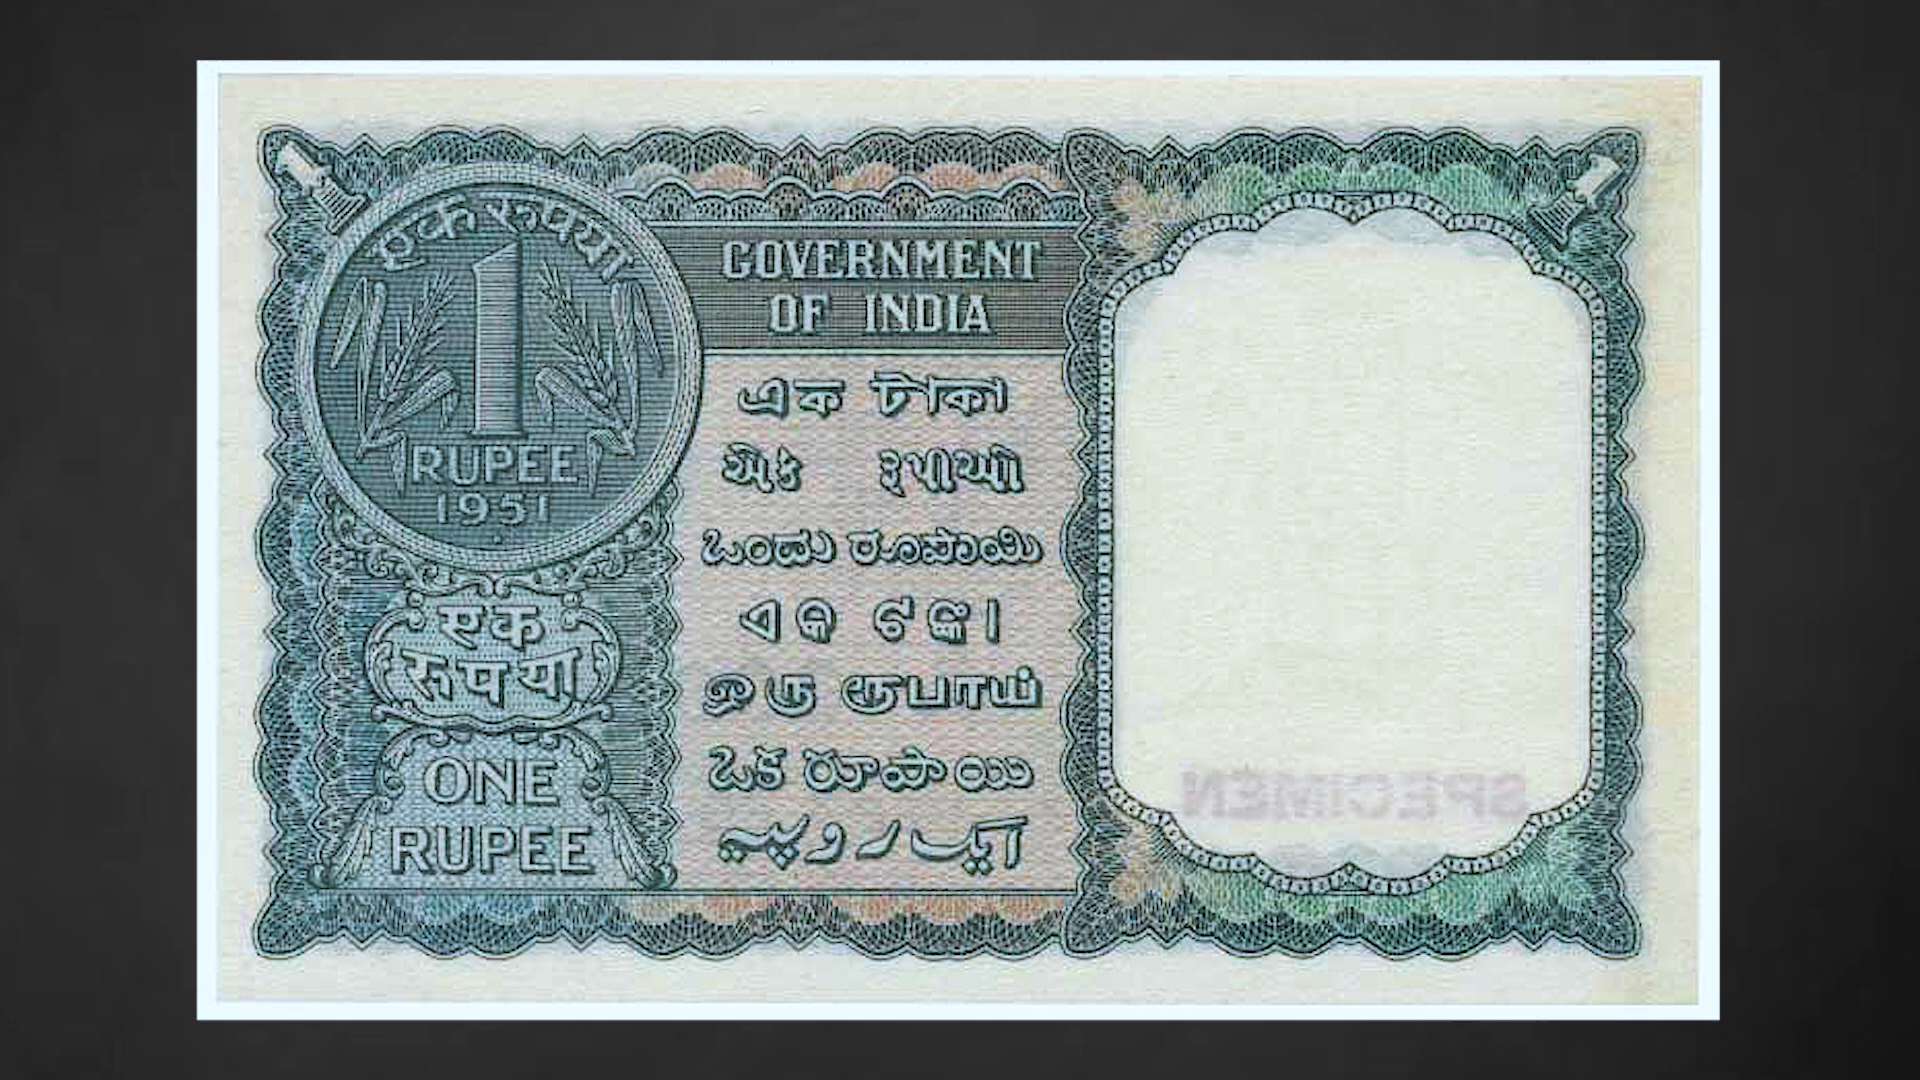 एक रूपया
1
RUPEE
1951
एक
रूपया
ONE
RUPEE
GOVERNMENT
OF INDIA
এক টাকা
એક રૂપીઓ
ಒಂದು ರೂಪಾಯಿ
ଏକ ଟଙ୍କା
ஒரு ரூபாய்
ఒక రూపాయి
ایک روپیہ
SPECIMEN